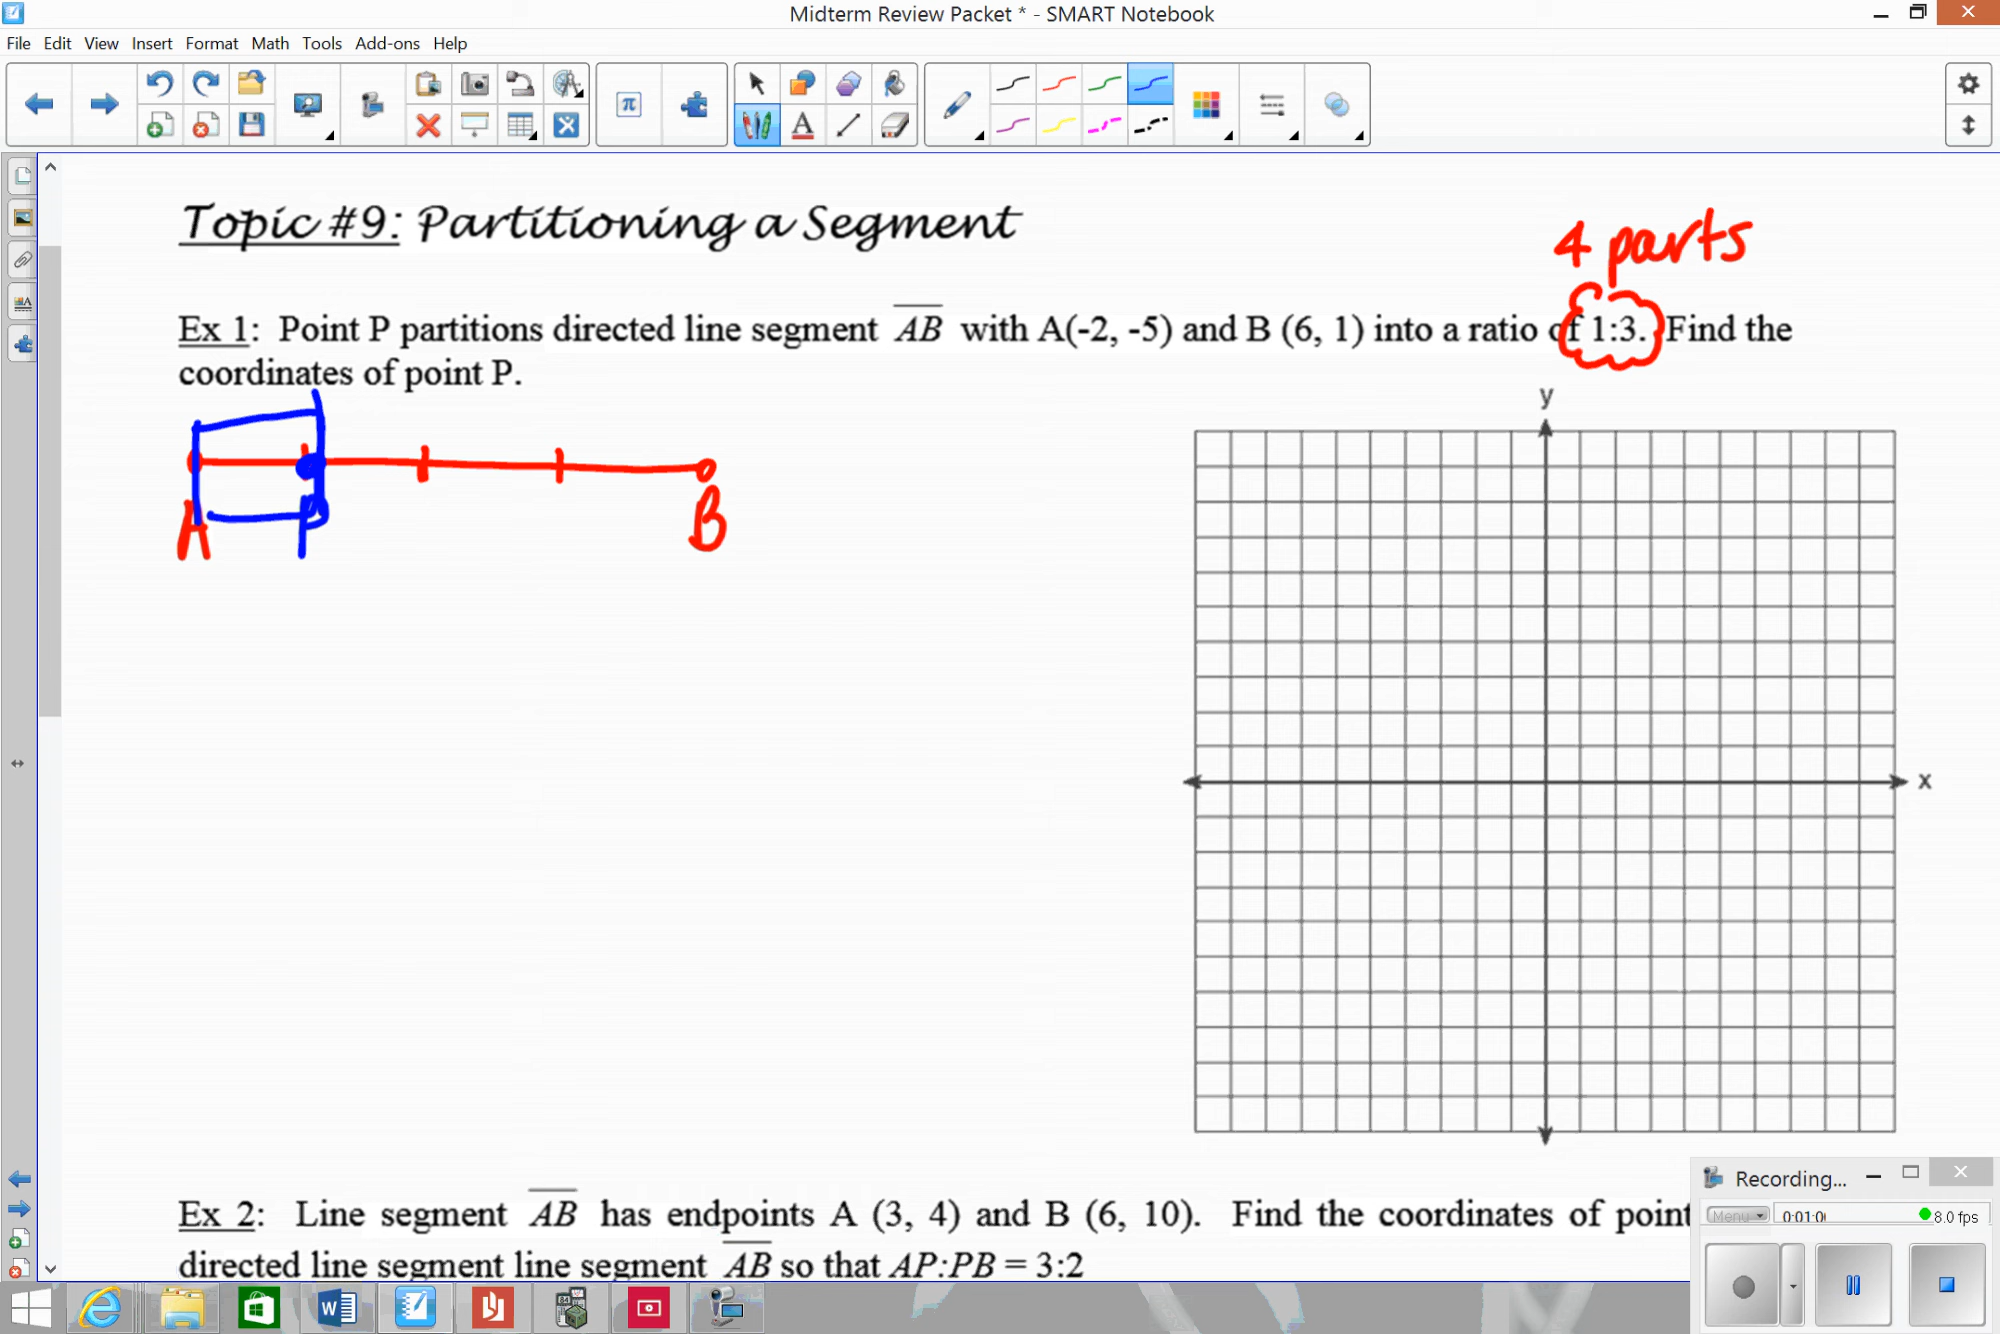 Midterm Review Packet * - SMART Notebook
File Edit View Insert Format Math Tools Add-ons Help
Topic #9: Partitioning a Segment
4 parts
Ex 1: Point P partitions directed line segment AB with A(-2, -5) and B (6, 1) into a ratio of 1:3. Find the
coordinates of point P.
y
A P B
x
Recording...
Menu 0:01:0 8.0 fps
Ex 2: Line segment AB has endpoints A (3, 4) and B (6, 10). Find the coordinates of point
directed line segment line segment AB so that AP:PB = 3:2